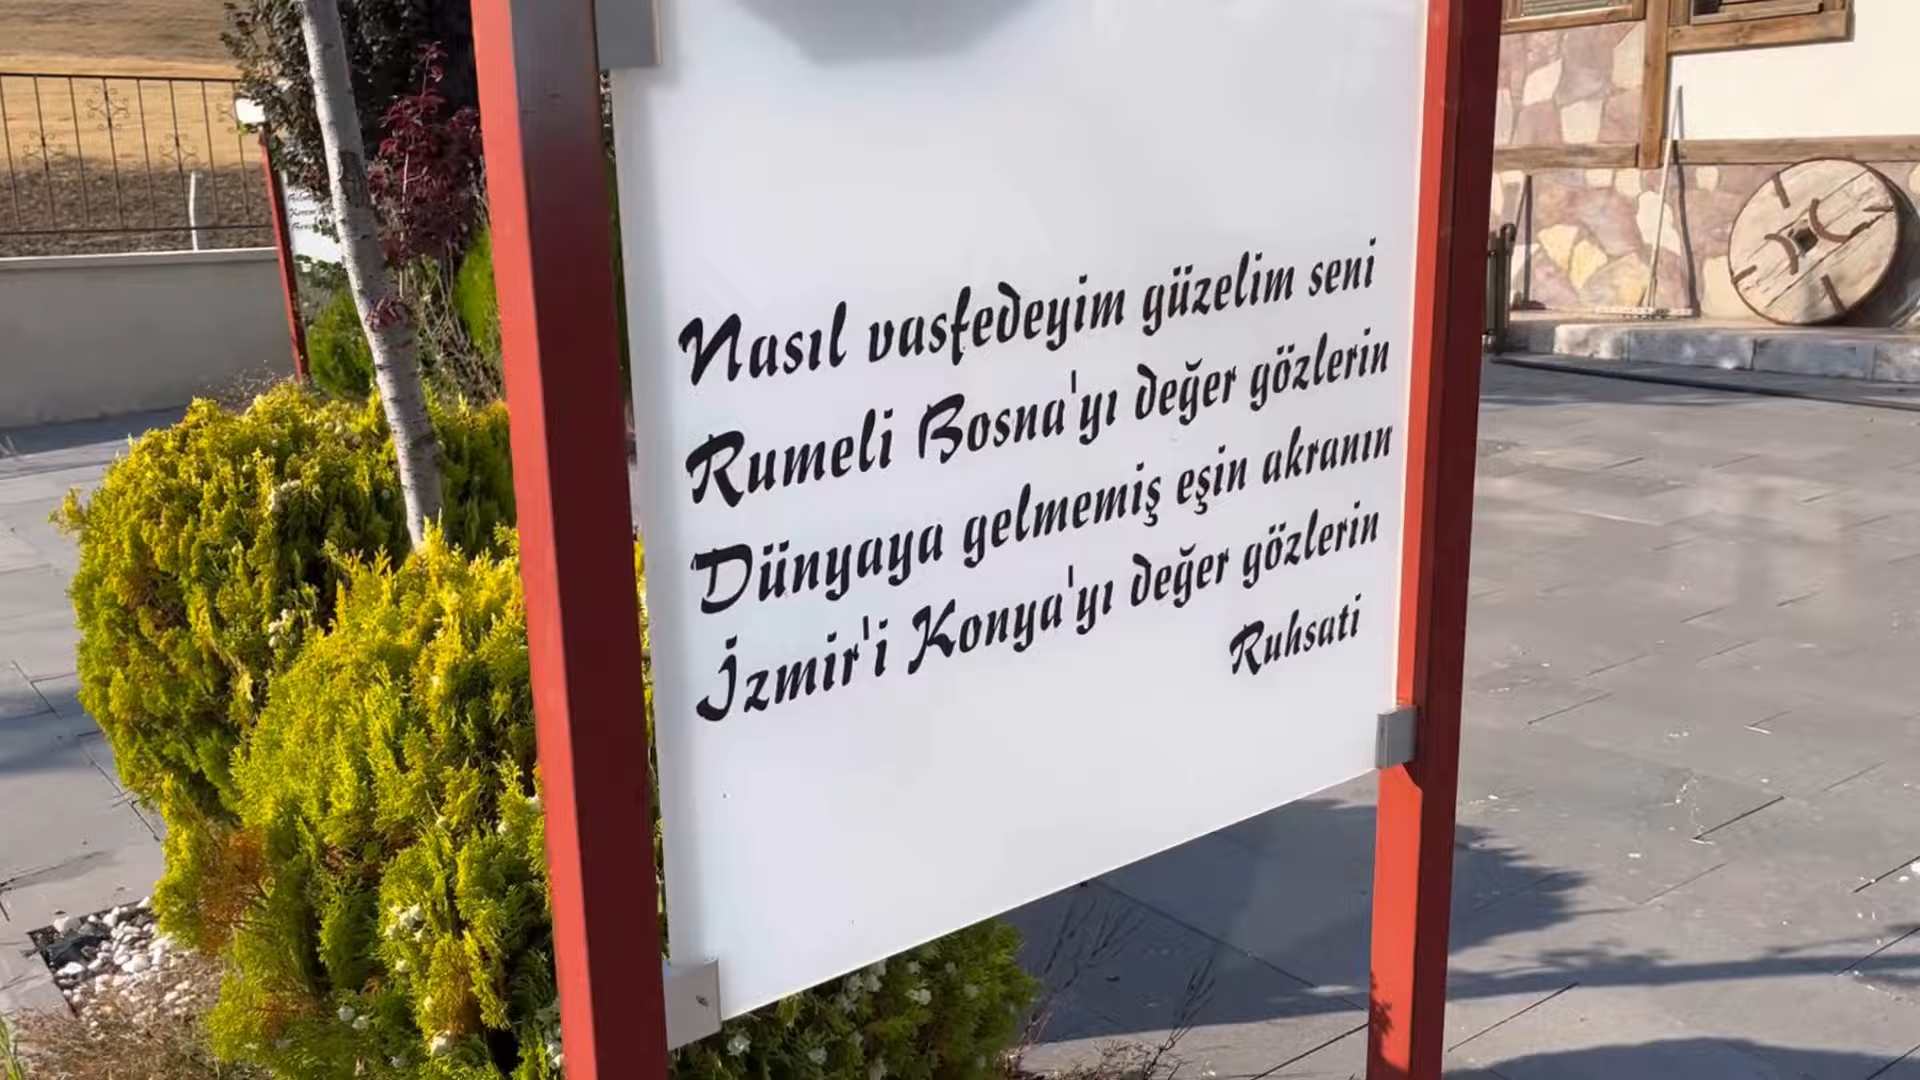 Nasıl vasfedeyim güzelim seni
Rumeli Bosna'yı değer gözlerin
Dünyaya gelmemiş eşin akranın
İzmir'i Konya'yı değer gözlerin
Ruhsati